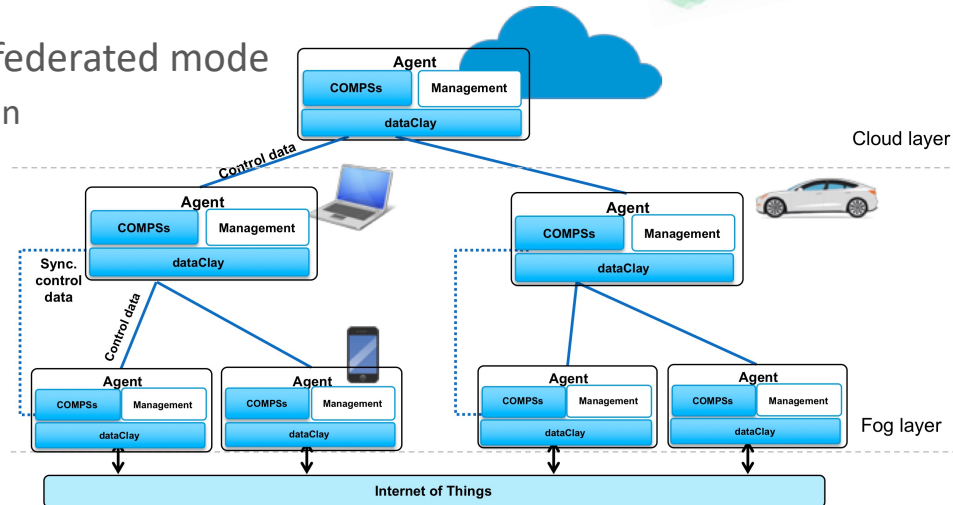 federated mode
n
Agent
COMPSs
Management
dataClay
Cloud layer
Control data
Agent
COMPSs
Management
dataClay
Agent
COMPSs
Management
dataClay
Sync.
control
data
Control data
Agent
COMPSs
Management
dataClay
Agent
COMPSs
Management
dataClay
Agent
COMPSs
Management
dataClay
Agent
COMPSs
Management
dataClay
Fog layer
Internet of Things